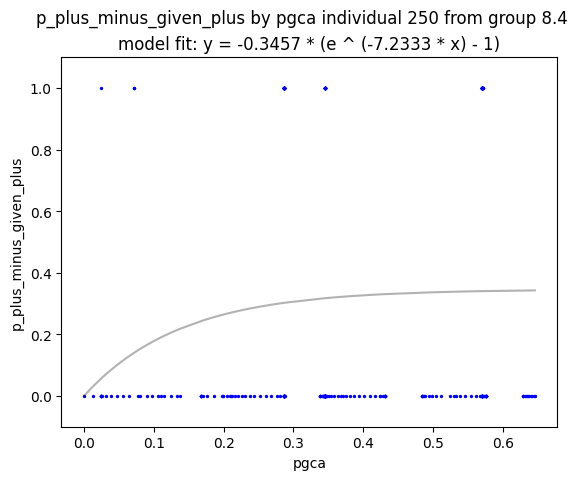 p_plus_minus_given_plus by pgca individual 250 from group 8.4
model fit: y = -0.3457 * (e ^ (-7.2333 * x) - 1)
1.0
0.8
0.6
0.4
0.2
0.0
p_plus_minus_given_plus
0.0 0.1 0.2 0.3 0.4 0.5 0.6
pgca